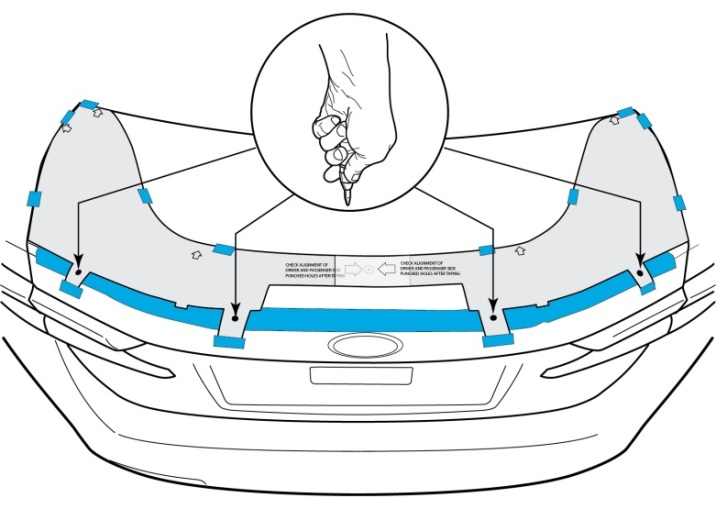 CHECK ALIGNMENT OF
DRIVER AND PASSENGER SIDE
PUNCHED HOLES AFTER TAPING
CHECK ALIGNMENT OF
DRIVER AND PASSENGER SIDE
PUNCHED HOLES AFTER TAPING